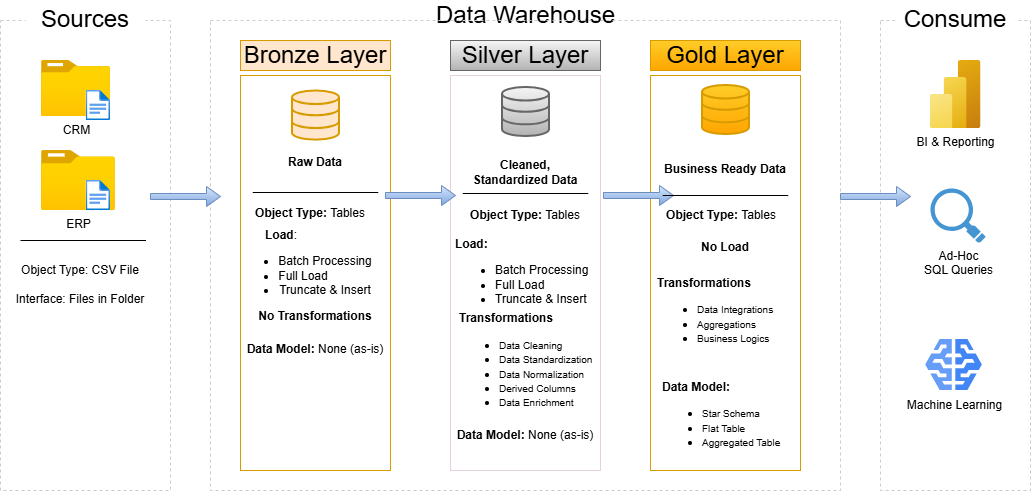 Sources
CRM
ERP
Object Type: CSV File
Interface: Files in Folder
Data Warehouse
Bronze Layer
Raw Data
Object Type: Tables
Load:
Batch Processing
Full Load
Truncate & Insert
No Transformations
Data Model: None (as-is)
Silver Layer
Cleaned,
Standardized Data
Object Type: Tables
Load:
Batch Processing
Full Load
Truncate & Insert
Transformations
Data Cleaning
Data Standardization
Data Normalization
Derived Columns
Data Enrichment
Data Model: None (as-is)
Gold Layer
Business Ready Data
Object Type: Tables
No Load
Transformations
Data Integrations
Aggregations
Business Logics
Data Model:
Star Schema
Flat Table
Aggregated Table
Consume
BI & Reporting
Ad-Hoc
SQL Queries
Machine Learning